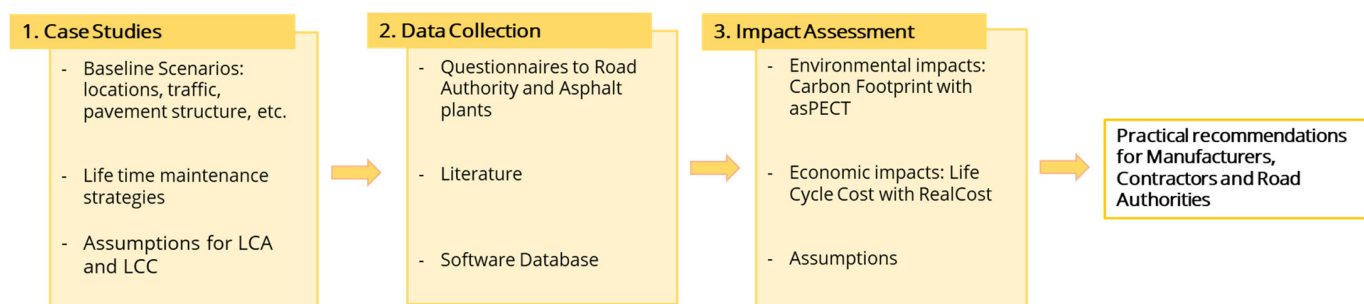 1. Case Studies
- Baseline Scenarios:
locations, traffic,
pavement structure, etc.
- Life time maintenance
strategies
- Assumptions for LCA
and LCC
2. Data Collection
- Questionnaires to Road
Authority and Asphalt
plants
- Literature
- Software Database
3. Impact Assessment
- Environmental impacts:
Carbon Footprint with
asPECT
- Economic impacts: Life
Cycle Cost with RealCost
- Assumptions
Practical recommendations
for Manufacturers,
Contractors and Road
Authorities